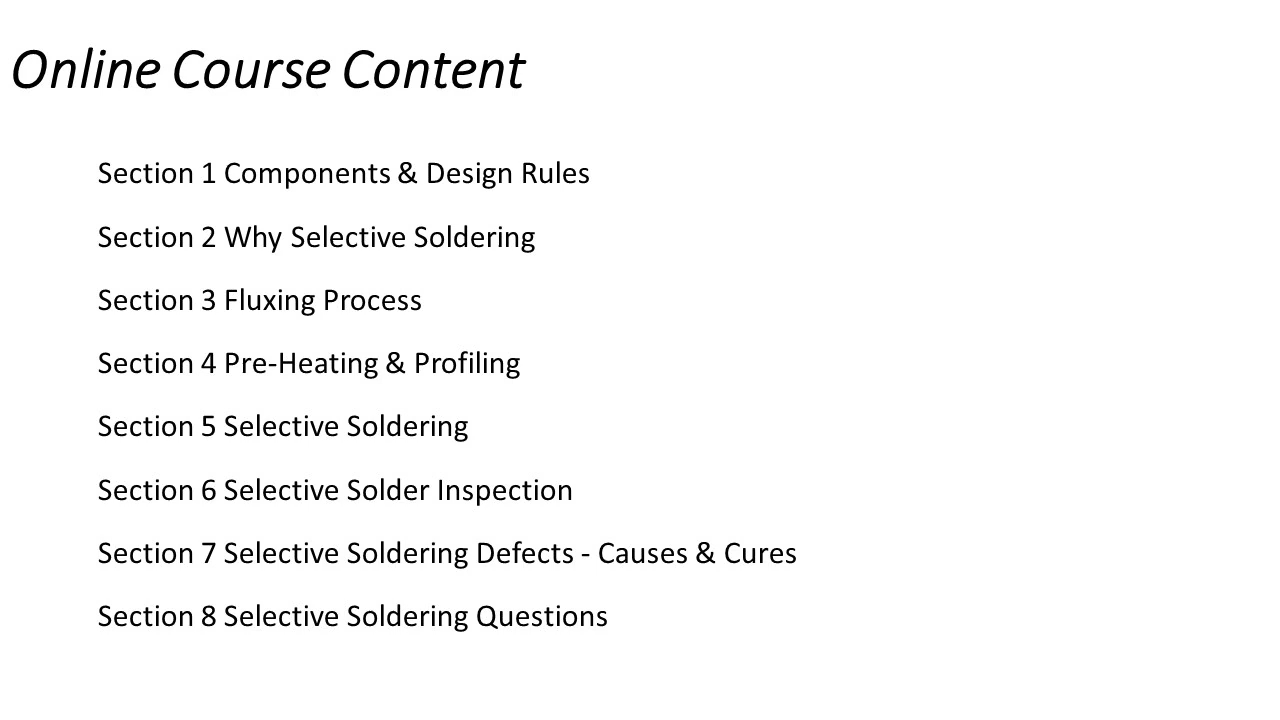 Online Course Content
Section 1 Components & Design Rules
Section 2 Why Selective Soldering
Section 3 Fluxing Process
Section 4 Pre-Heating & Profiling
Section 5 Selective Soldering
Section 6 Selective Solder Inspection
Section 7 Selective Soldering Defects - Causes & Cures
Section 8 Selective Soldering Questions